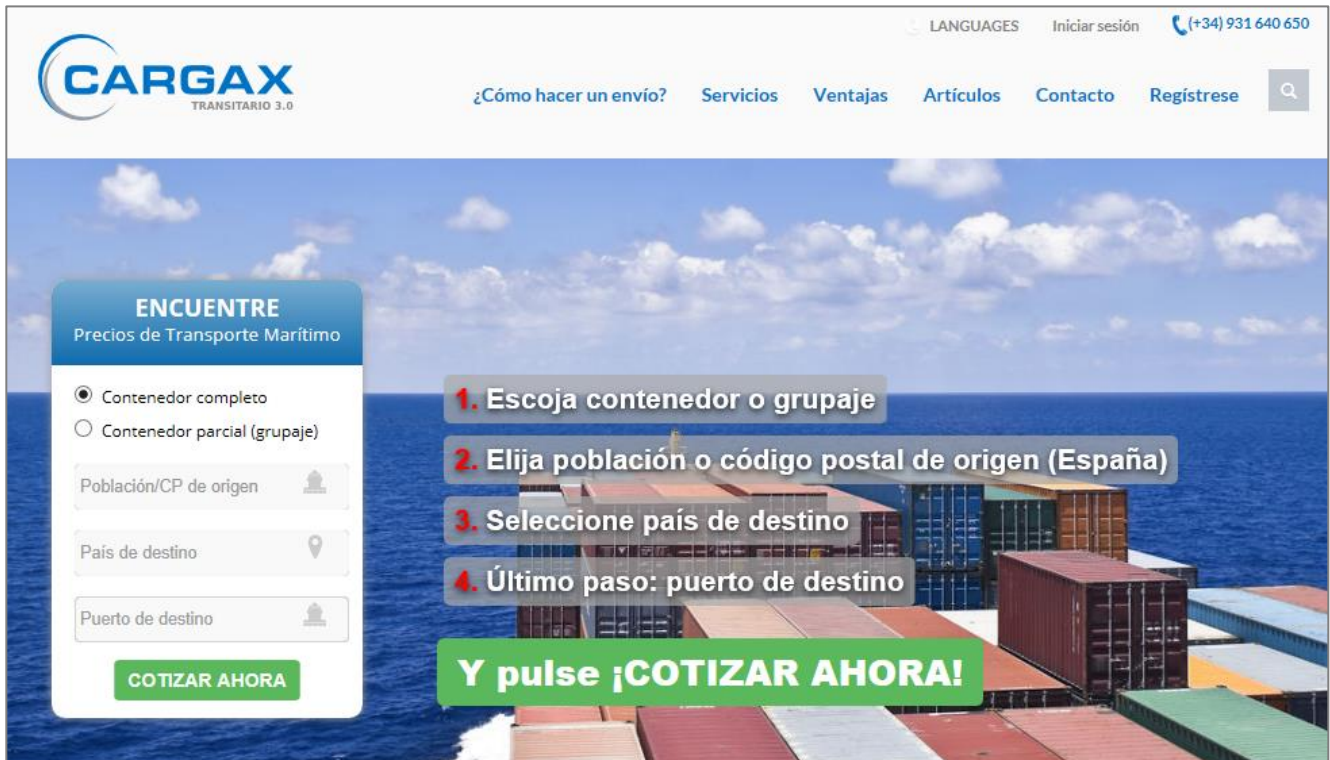 LANGUAGES Iniciar sesión (+34) 931 640 650
CARGAX
TRANSITARIO 3.0
¿Cómo hacer un envío? Servicios Ventajas Artículos Contacto Regístrese
ENCUENTRE
Precios de Transporte Marítimo
Contenedor completo
Contenedor parcial (grupaje)
Población/CP de origen
País de destino
Puerto de destino
COTIZAR AHORA
1. Escoja contenedor o grupaje
2. Elija población o código postal de origen (España)
3. Seleccione país de destino
4. Último paso: puerto de destino
Y pulse ¡COTIZAR AHORA!